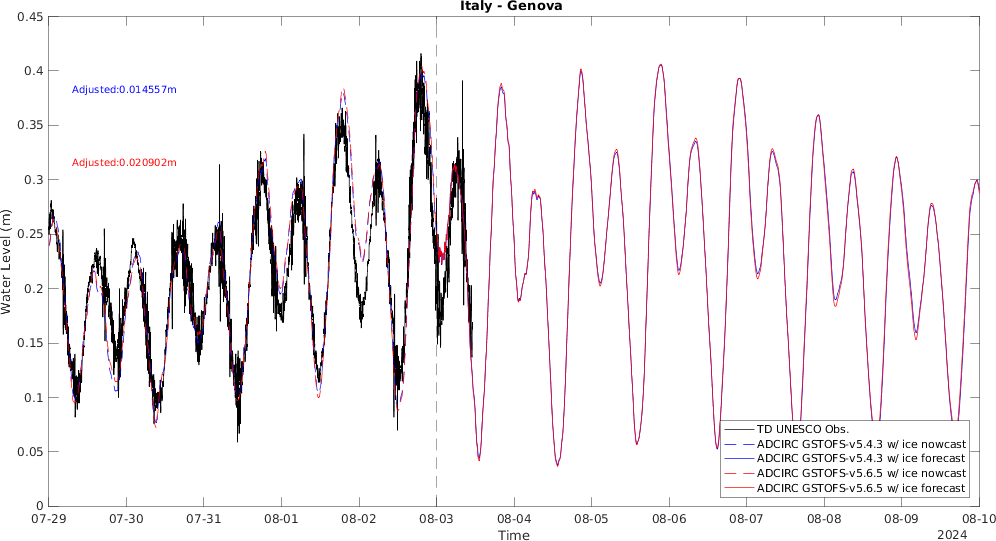 Italy - Genova
Water Level (m)
0.45
0.4
0.35
0.3
0.25
0.2
0.15
0.1
0.05
0
Adjusted:0.014557m
Adjusted:0.020902m
TD UNESCO Obs.
ADCIRC GSTOFS-v5.4.3 w/ ice nowcast
ADCIRC GSTOFS-v5.4.3 w/ ice forecast
ADCIRC GSTOFS-v5.6.5 w/ ice nowcast
ADCIRC GSTOFS-v5.6.5 w/ ice forecast
07-29 07-30 07-31 08-01 08-02 08-03 08-04 08-05 08-06 08-07 08-08 08-09 08-10
Time
2024